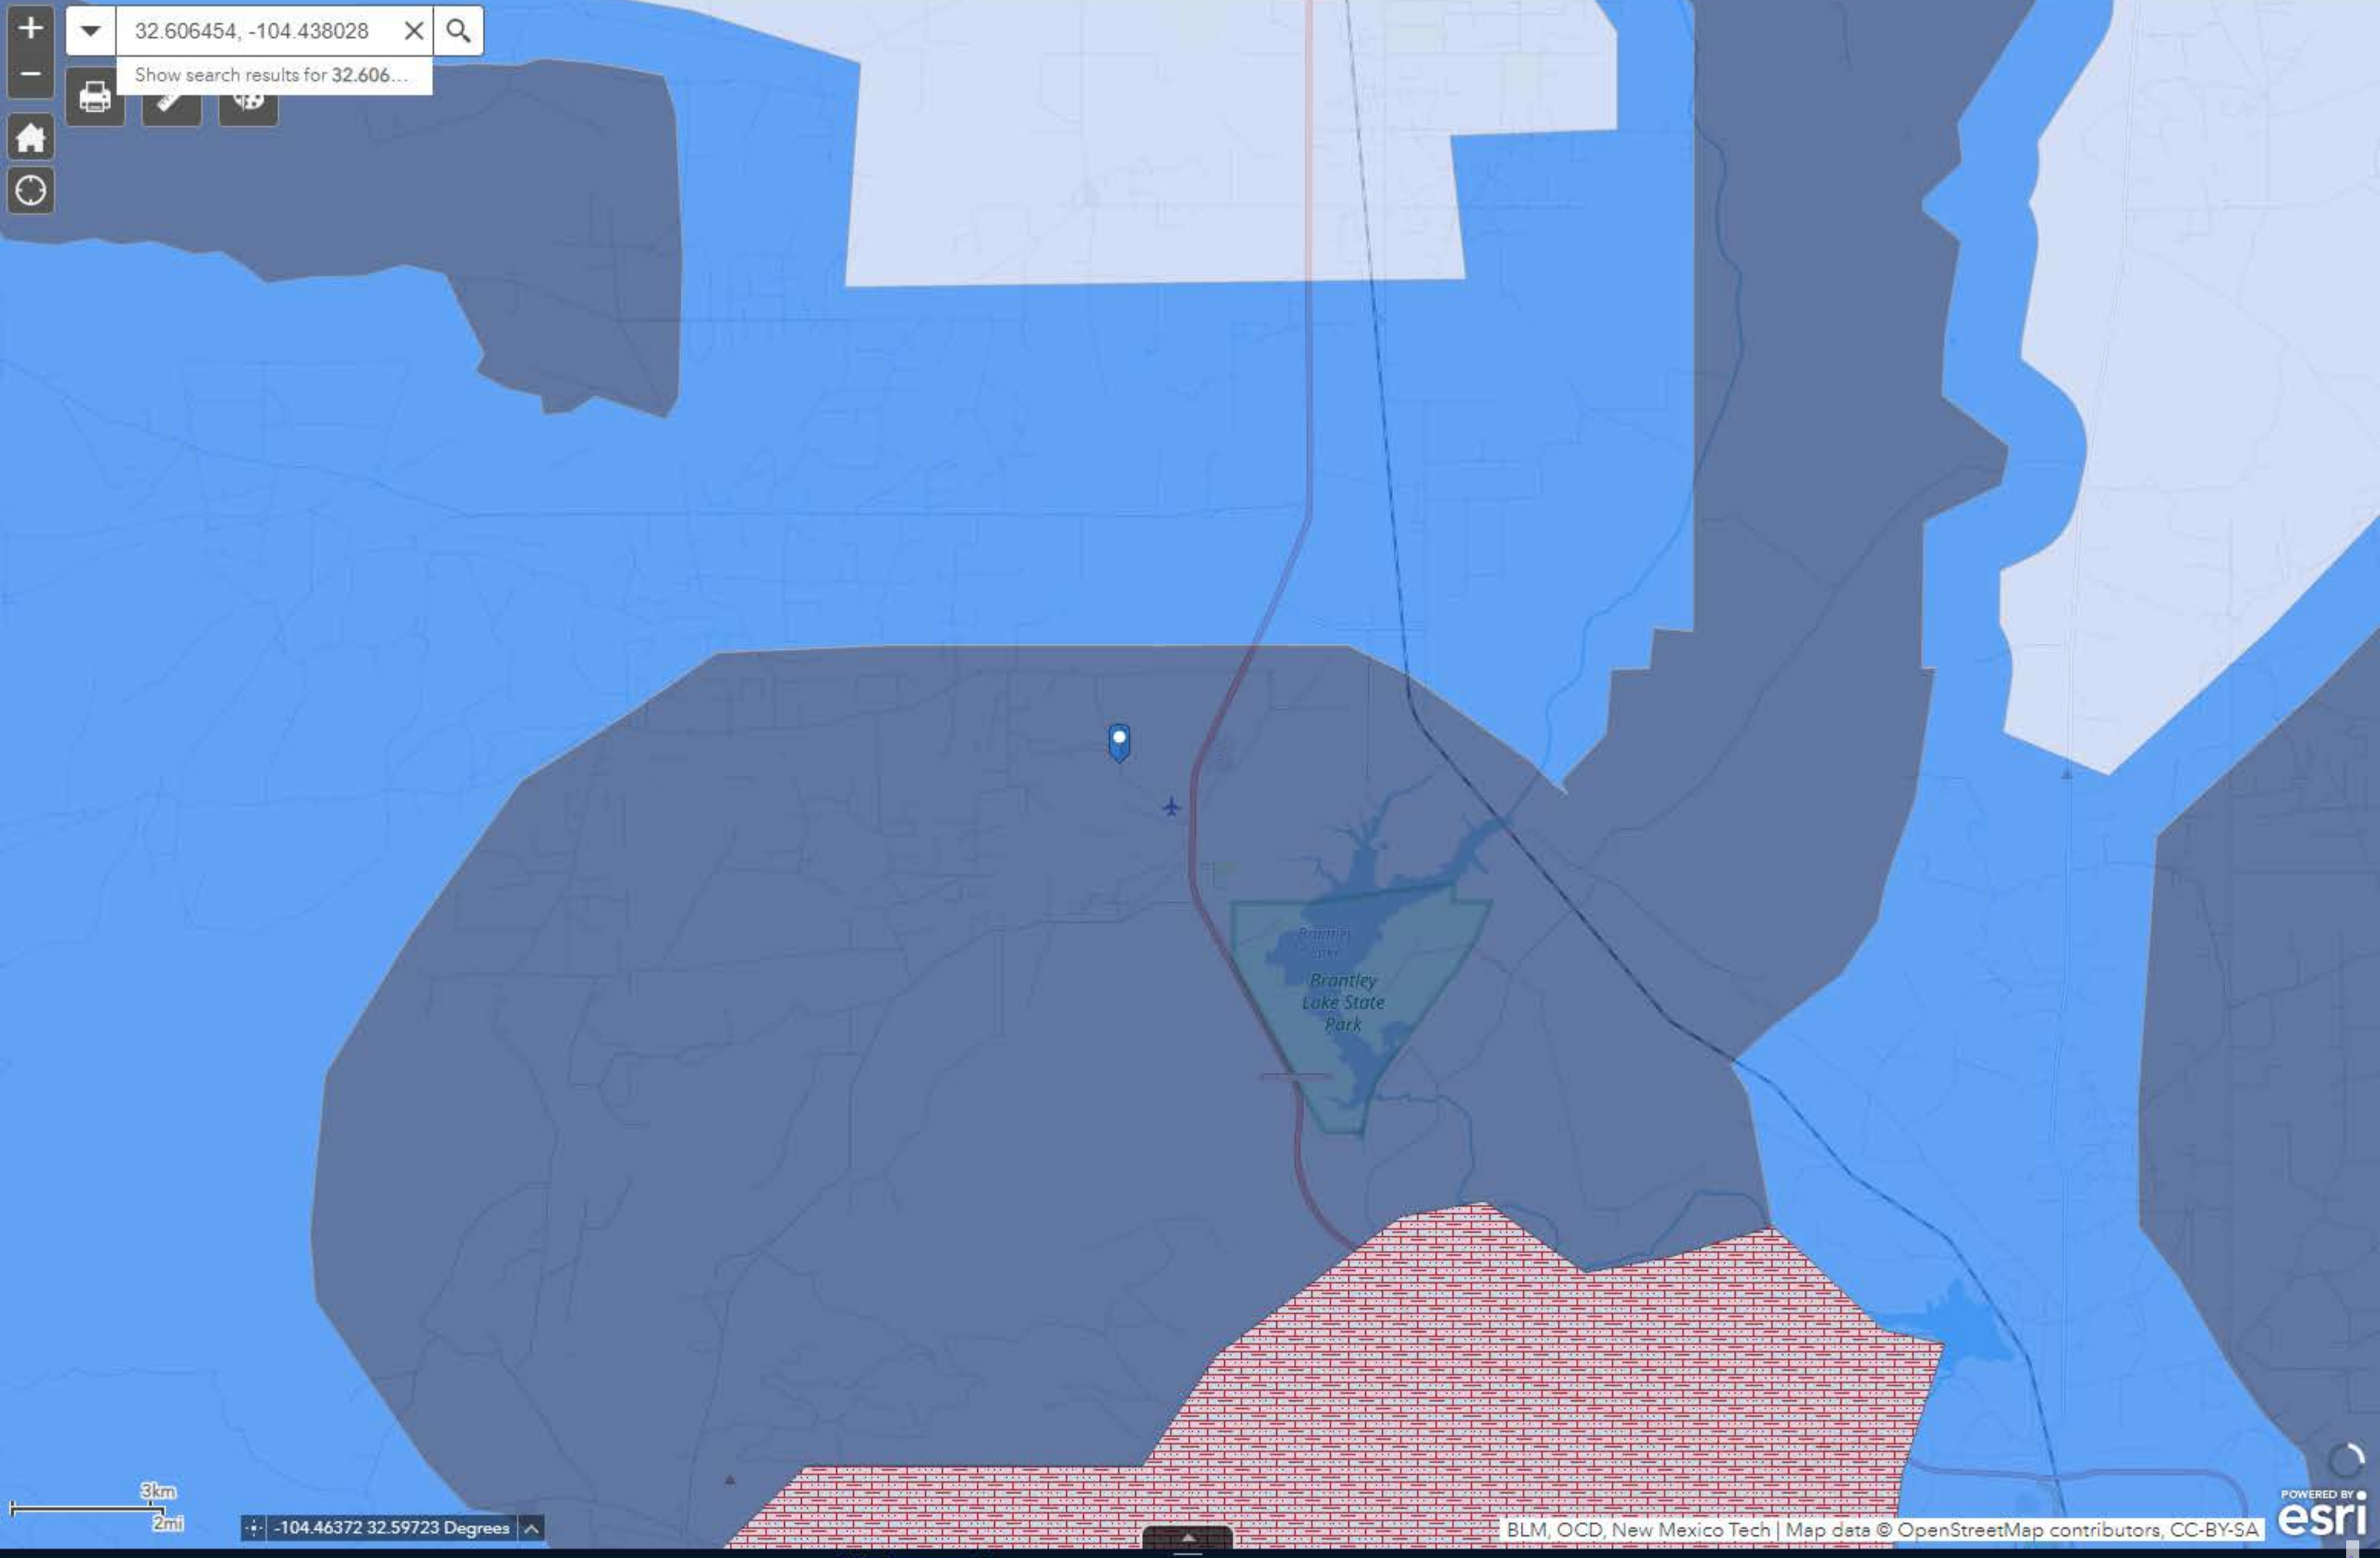 32.606454, -104.438028
Show search results for 32.606...
Brantley
Lake
Brantley
Lake State
Park
3km
2mi
-104.46372 32.59723 Degrees
BLM, OCD, New Mexico Tech | Map data © OpenStreetMap contributors, CC-BY-SA
POWERED BY
esri